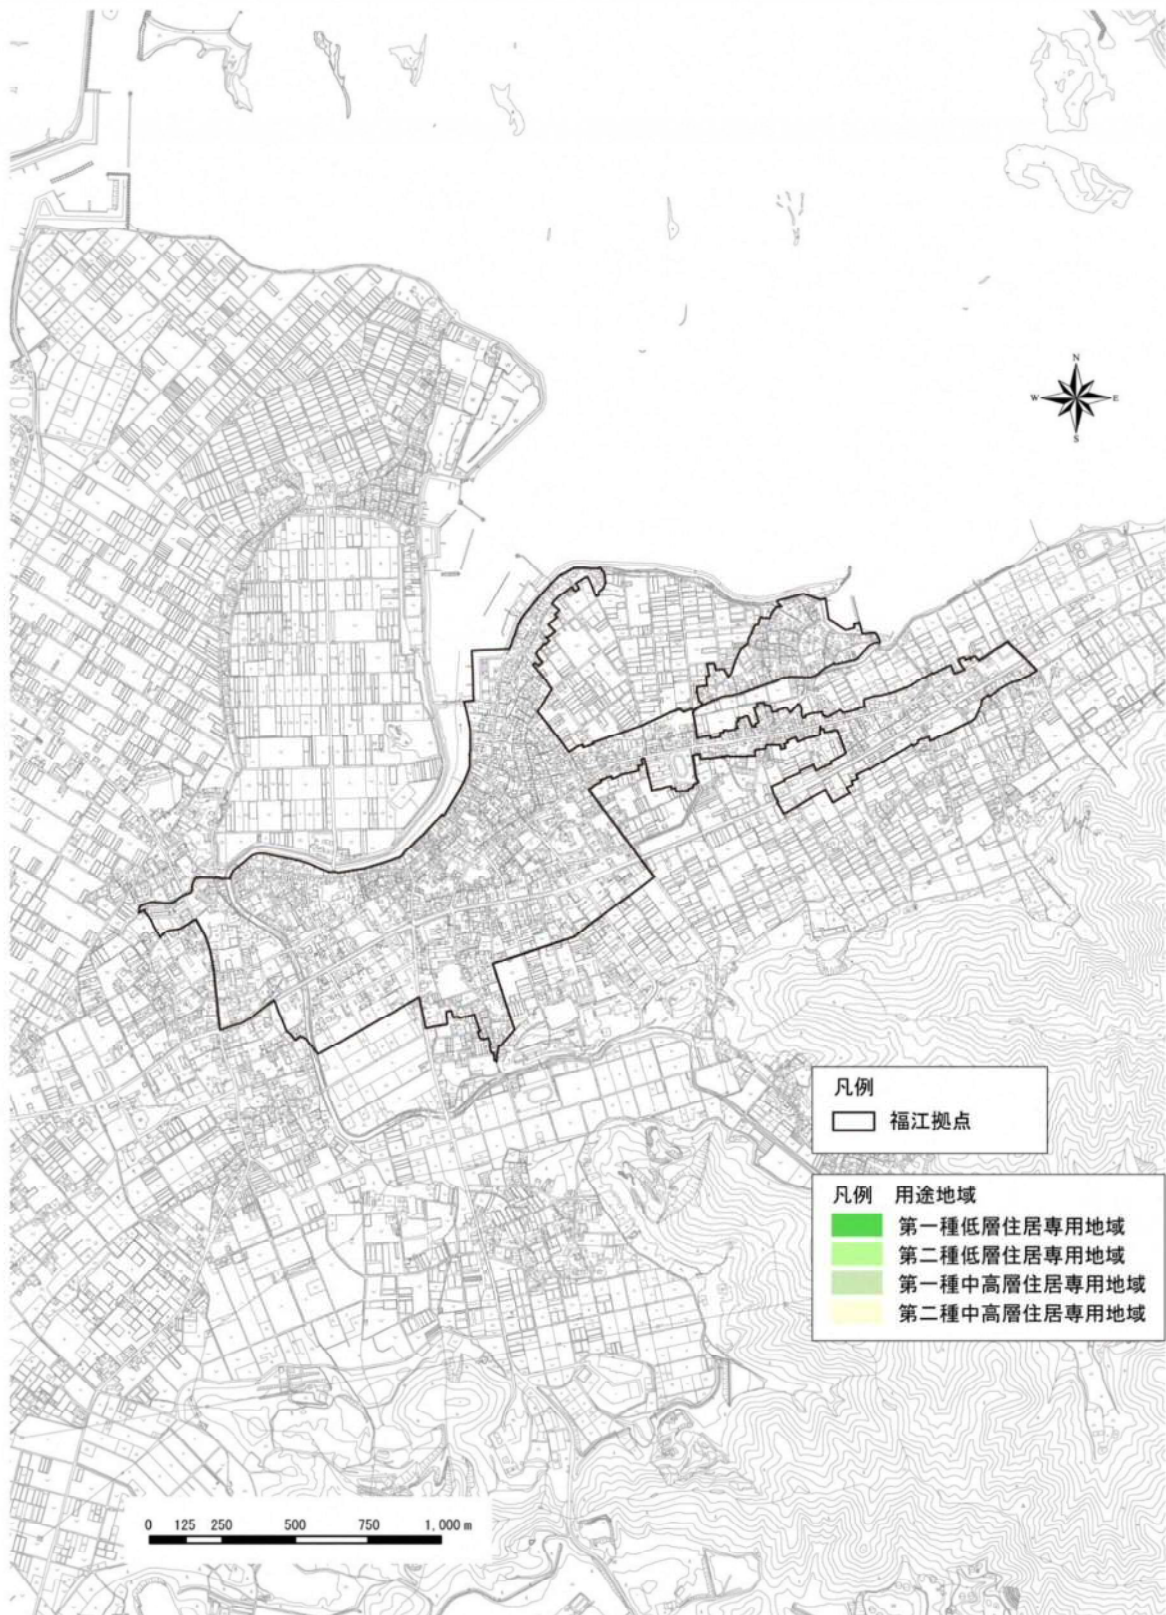 N
W E
S
凡例
福江拠点
凡例 用途地域
第一種低層住居専用地域
第二種低層住居専用地域
第一種中高層住居専用地域
第二種中高層住居専用地域
0 125 250 500 750 1,000 m